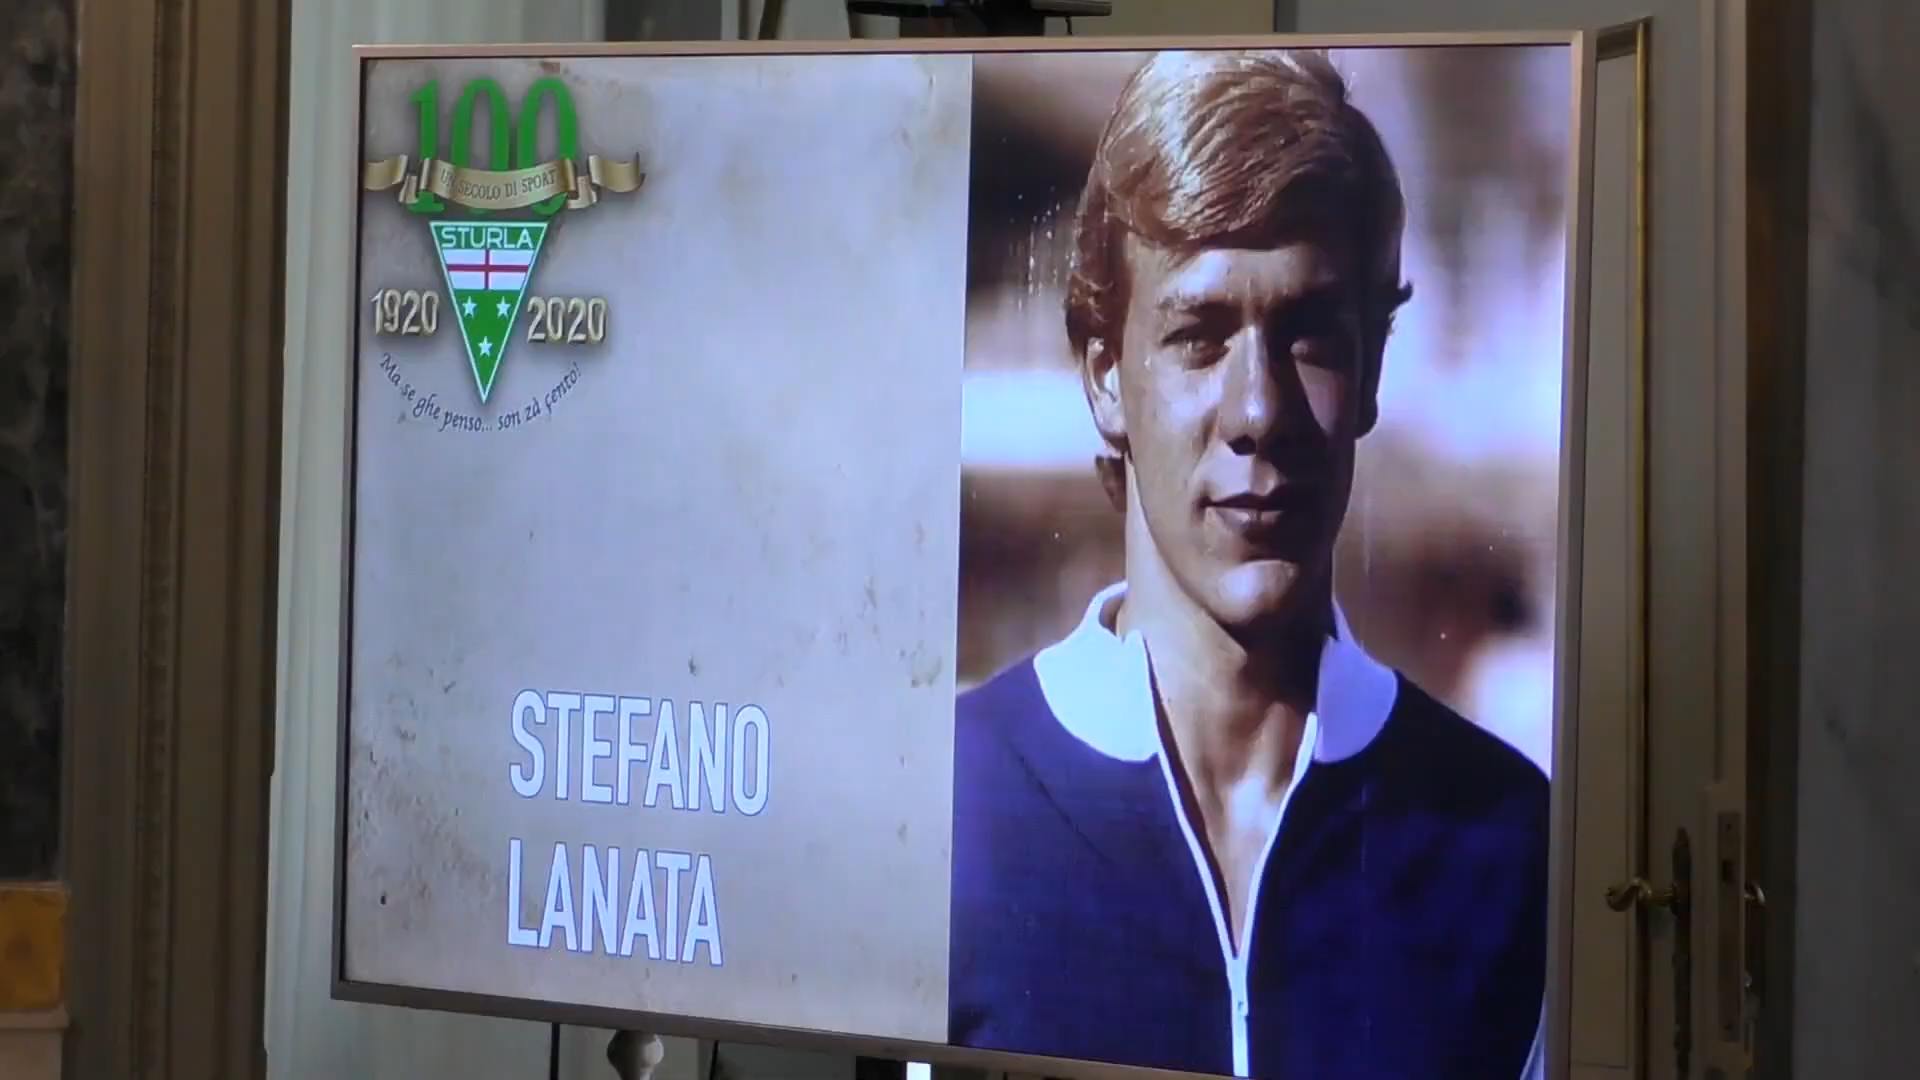 100
UN SECOLO DI SPORT
STURLA
1920 2020
Ma se ghe penso... son zà çento!
STEFANO
LANATA